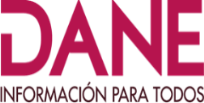 DANE
INFORMACIÓN PARA TODOS